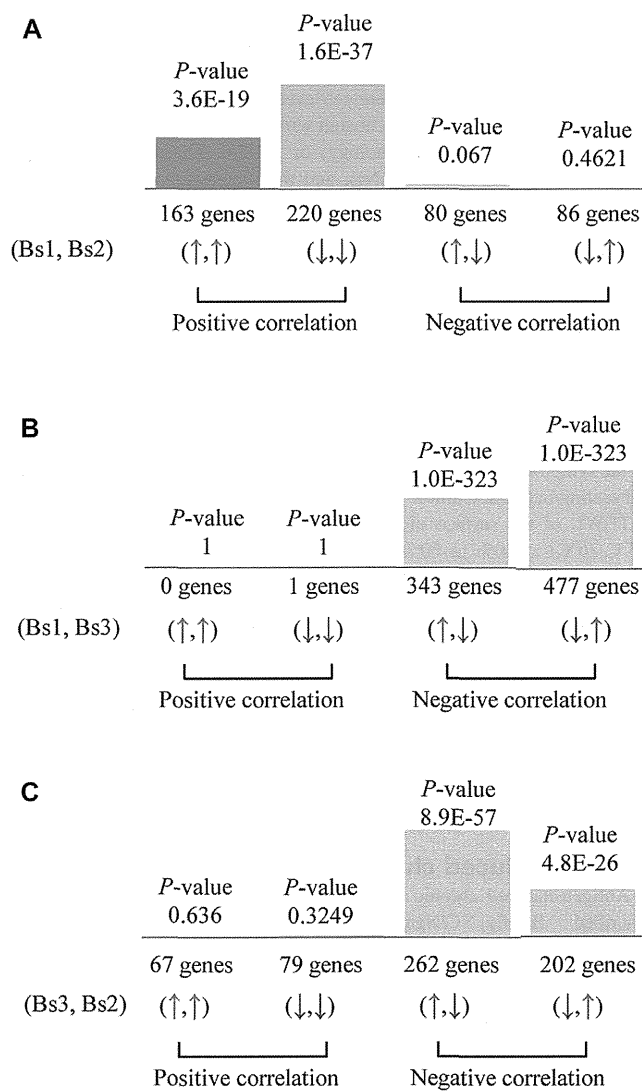 A
P-value P-value P-value P-value
3.6E-19 1.6E-37 0.067 0.4621
163 genes 220 genes 80 genes 86 genes
(Bs1, Bs2) (↑,↑) (↓,↓) (↑,↓) (↓,↑)
Positive correlation Negative correlation
B
P-value P-value P-value P-value
1 1 1.0E-323 1.0E-323
0 genes 1 genes 343 genes 477 genes
(Bs1, Bs3) (↑,↑) (↓,↓) (↑,↓) (↓,↑)
Positive correlation Negative correlation
C
P-value P-value P-value P-value
0.636 0.3249 8.9E-57 4.8E-26
67 genes 79 genes 262 genes 202 genes
(Bs3, Bs2) (↑,↑) (↓,↓) (↑,↓) (↓,↑)
Positive correlation Negative correlation